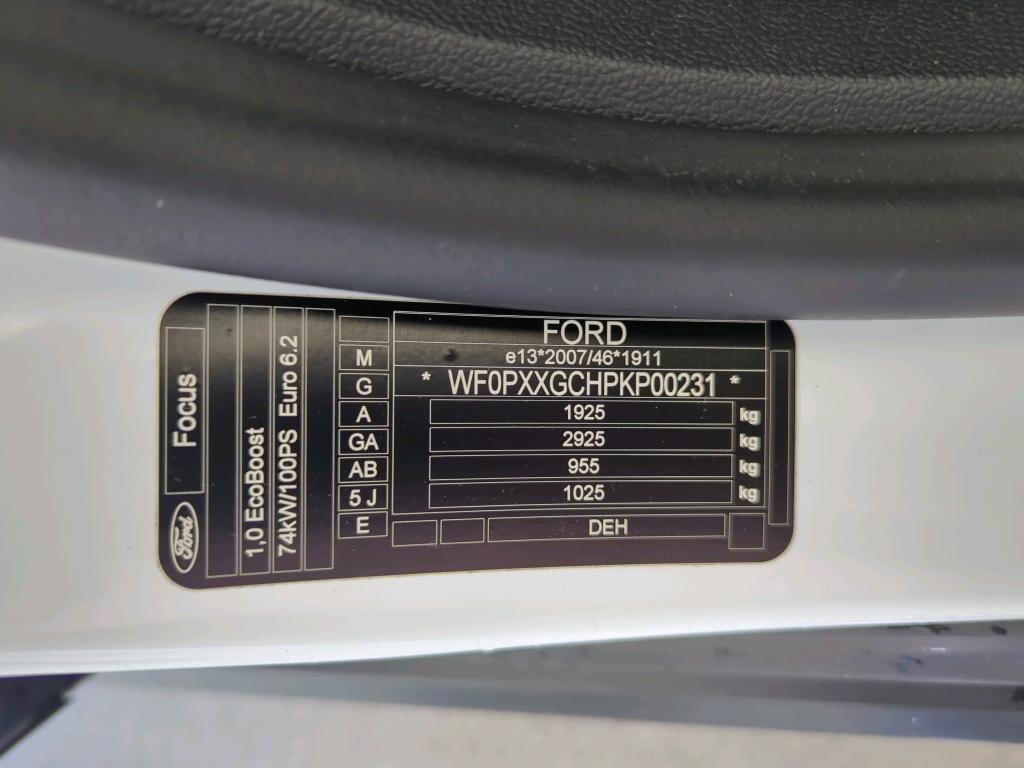 Ford
Focus
1,0 EcoBoost
74kW/100PS Euro 6.2
M
G
A
GA
AB
5 J
E
FORD
e13*2007/46*1911
* WF0PXXGCHPKP00231 *
1925 kg
2925 kg
955 kg
1025 kg
DEH